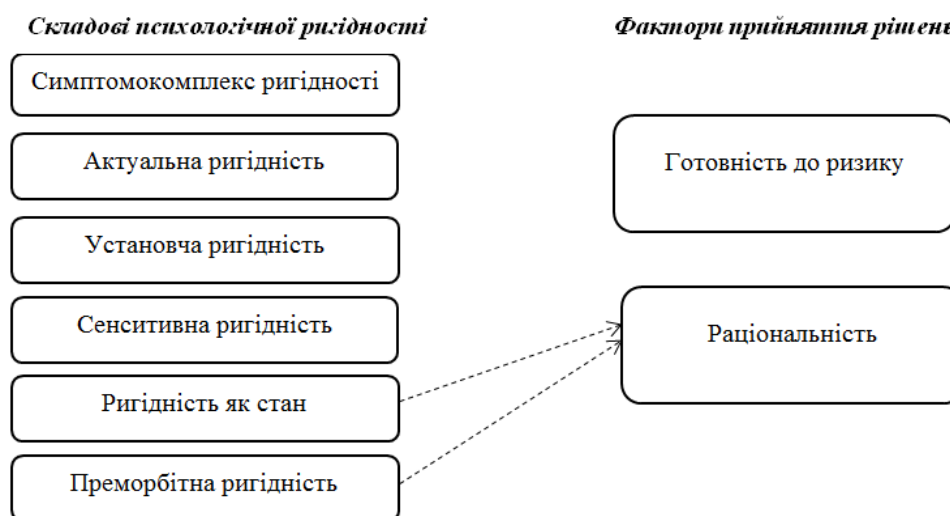 Складові психологічної ригідності
Фактори прийняття рішень
Симптомокомплекс ригідності
Актуальна ригідність
Готовність до ризику
Установча ригідність
Сенситивна ригідність
Раціональність
Ригідність як стан
Преморбітна ригідність